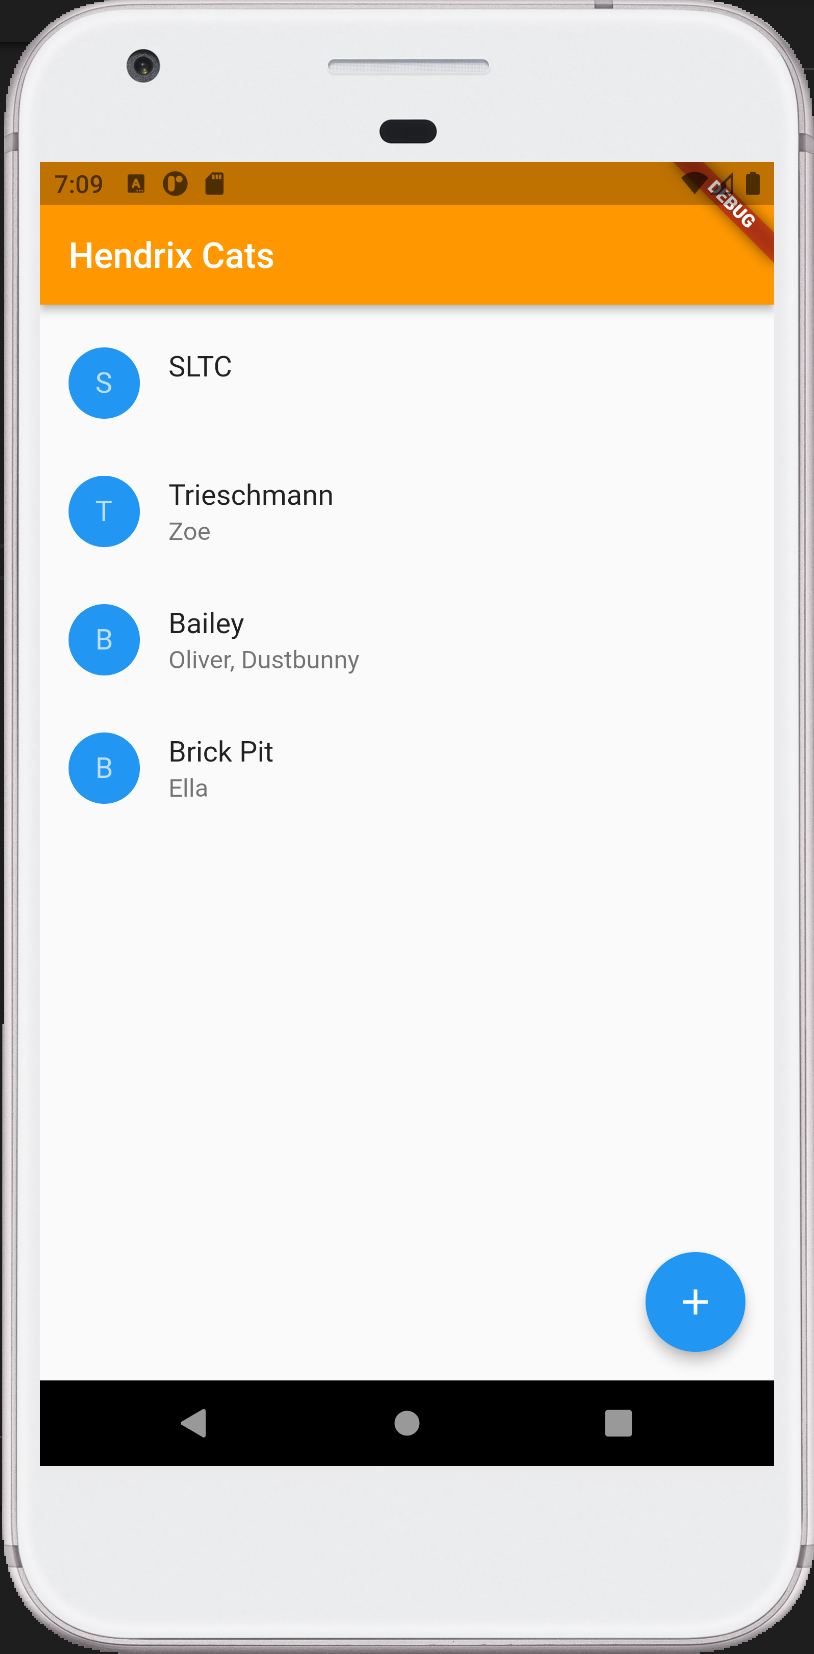 7:09
DEBUG
Hendrix Cats
S
SLTC
T
Trieschmann
Zoe
B
Bailey
Oliver, Dustbunny
B
Brick Pit
Ella
+